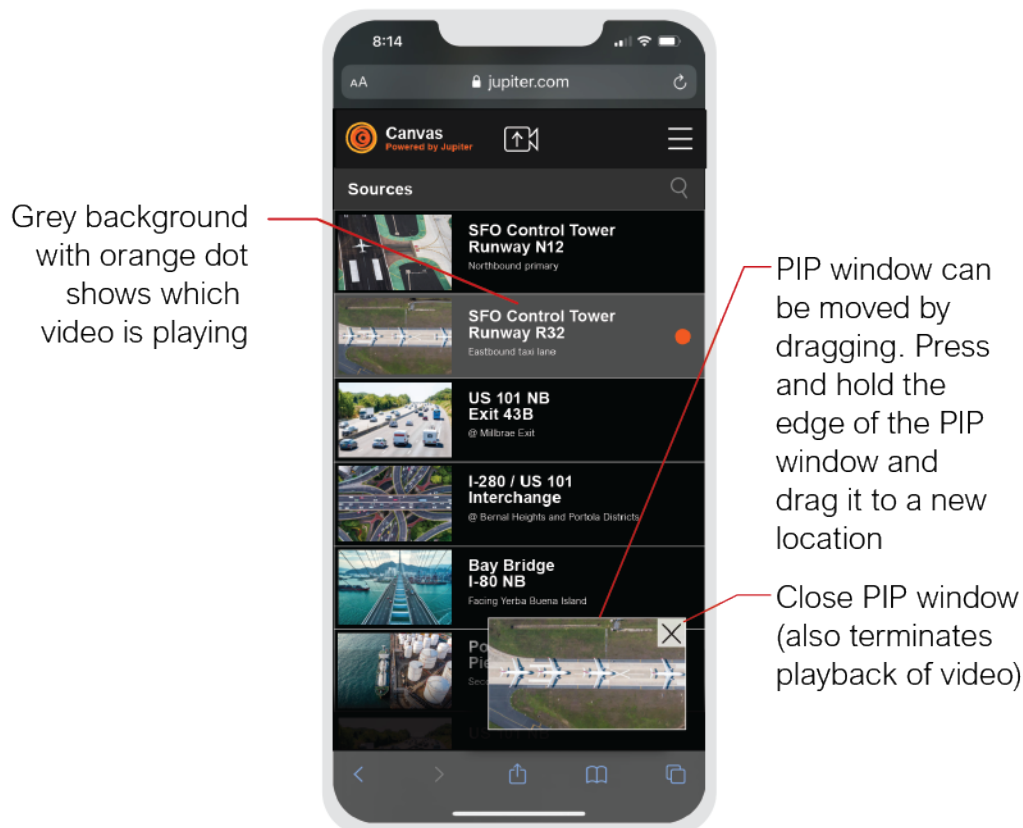 8:14
AA jupiter.com
Canvas
Powered by Jupiter
Sources
SFO Control Tower
Runway N12
Northbound primary
SFO Control Tower
Runway R32
Eastbound taxi lane
US 101 NB
Exit 43B
@ Millbrae Exit
I-280 / US 101
Interchange
@ Bernal Heights and Portola Districts
Bay Bridge
I-80 NB
Facing Yerba Buena Island
Grey background
with orange dot
shows which
video is playing
PIP window can
be moved by
dragging. Press
and hold the
edge of the PIP
window and
drag it to a new
location
Close PIP window
(also terminates
playback of video)